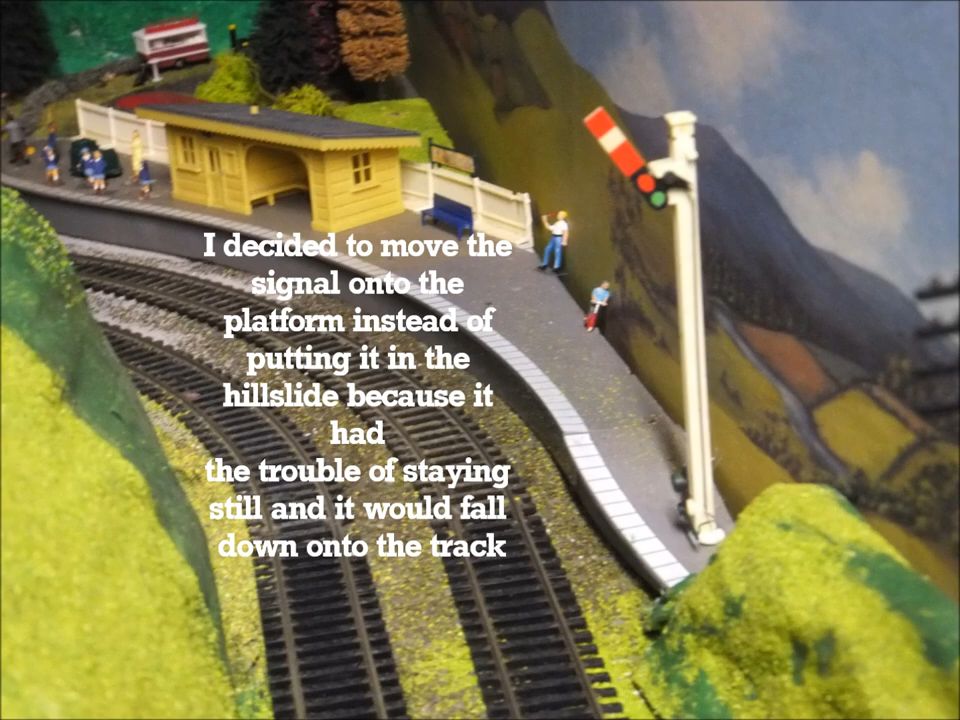 I decided to move the
signal onto the
platform instead of
putting it in the
hillslide because it
had
the trouble of staying
still and it would fall
down onto the track